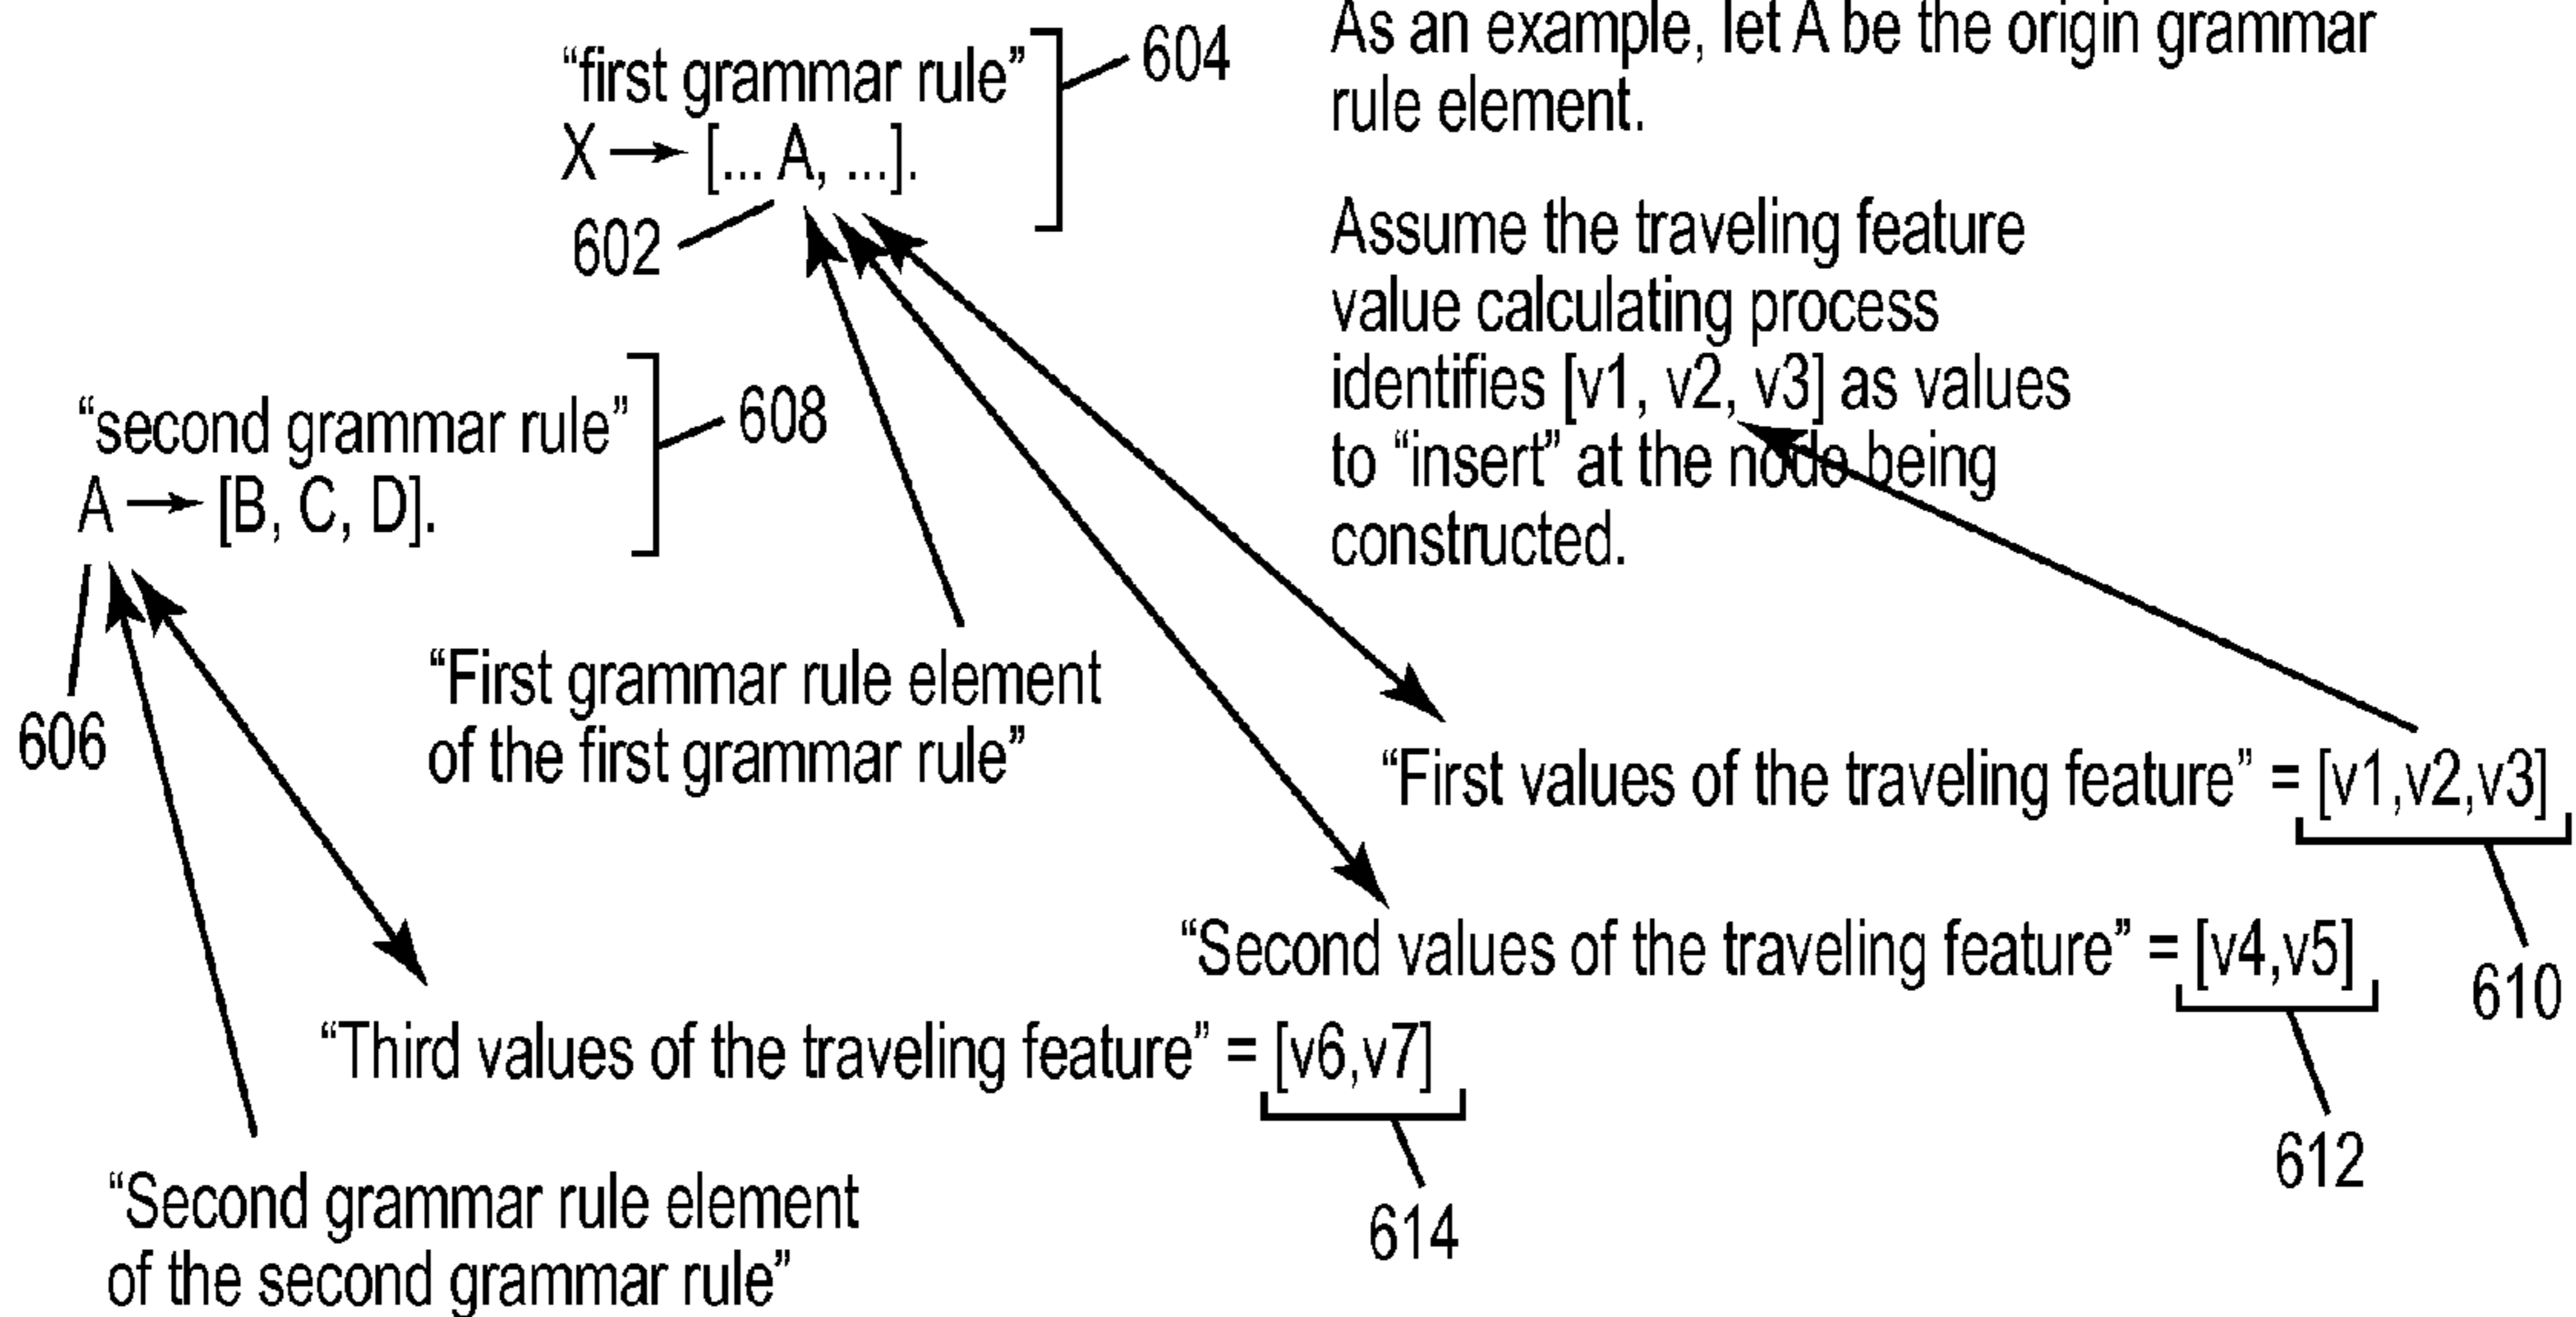 “first grammar rule”
X → [... A, ...].
604
602
As an example, let A be the origin grammar
rule element.
Assume the traveling feature
value calculating process
identifies [v1, v2, v3] as values
to “insert” at the node being
constructed.
“second grammar rule”
A → [B, C, D].
608
606
“First grammar rule element
of the first grammar rule”
“First values of the traveling feature” = [v1,v2,v3]
610
“Second values of the traveling feature” = [v4,v5]
612
“Third values of the traveling feature” = [v6,v7]
614
“Second grammar rule element
of the second grammar rule”